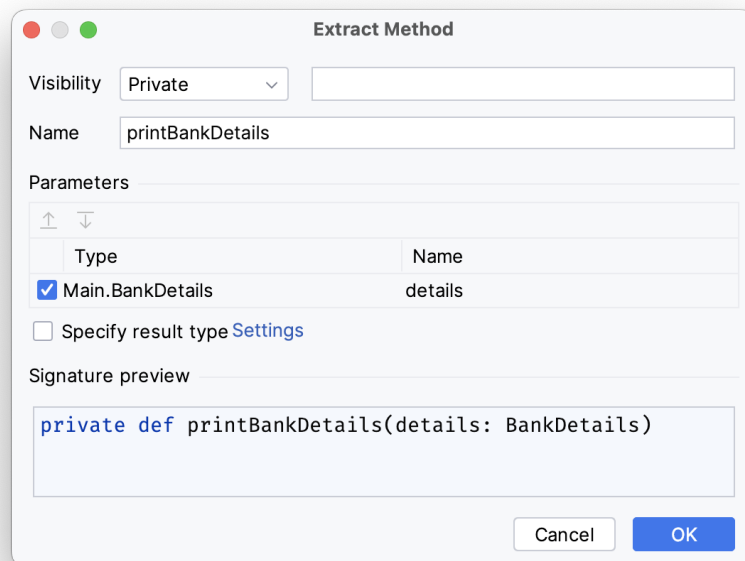 Extract Method
Visibility Private
Name printBankDetails
Parameters
Type Name
Main.BankDetails details
Specify result type Settings
Signature preview
private def printBankDetails(details: BankDetails)
Cancel OK